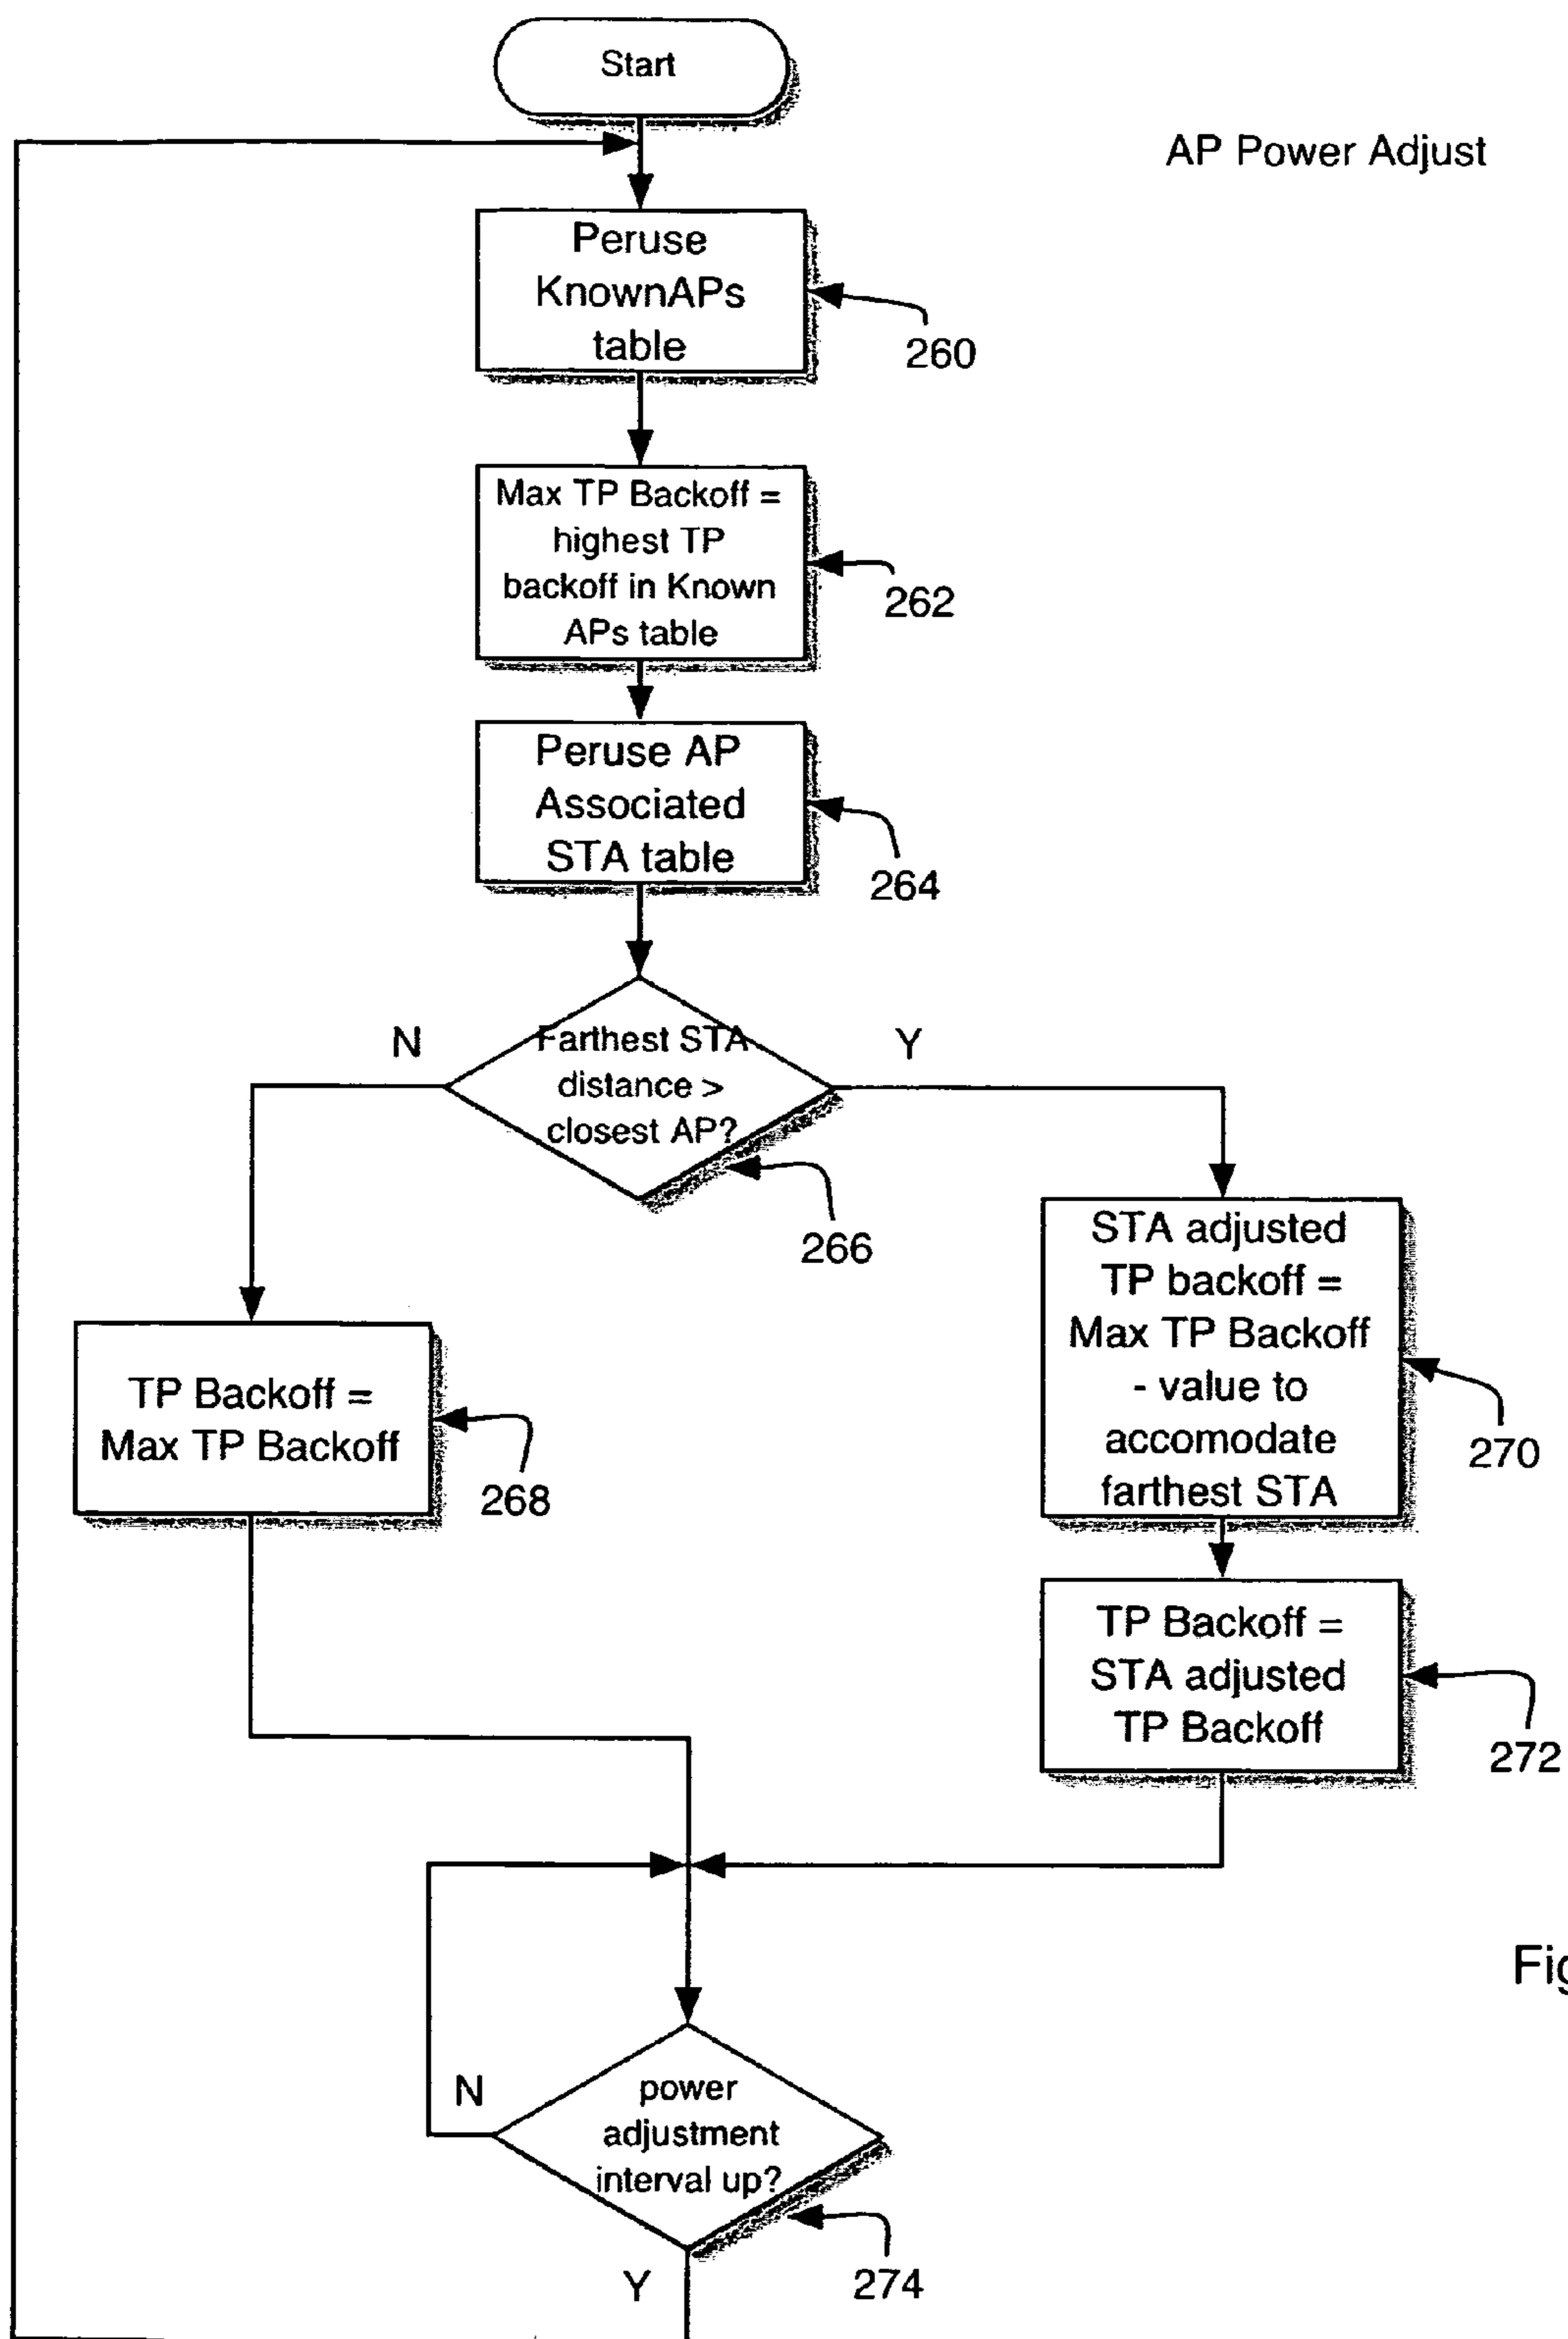 Start
AP Power Adjust
Peruse
KnownAPs
table
260
Max TP Backoff =
highest TP
backoff in Known
APs table
262
Peruse AP
Associated
STA table
264
N
Farthest STA
distance >
closest AP?
Y
266
STA adjusted
TP backoff =
Max TP Backoff
- value to
accomodate
farthest STA
270
TP Backoff =
Max TP Backoff
268
TP Backoff =
STA adjusted
TP Backoff
272
N
power
adjustment
interval up?
Y
274